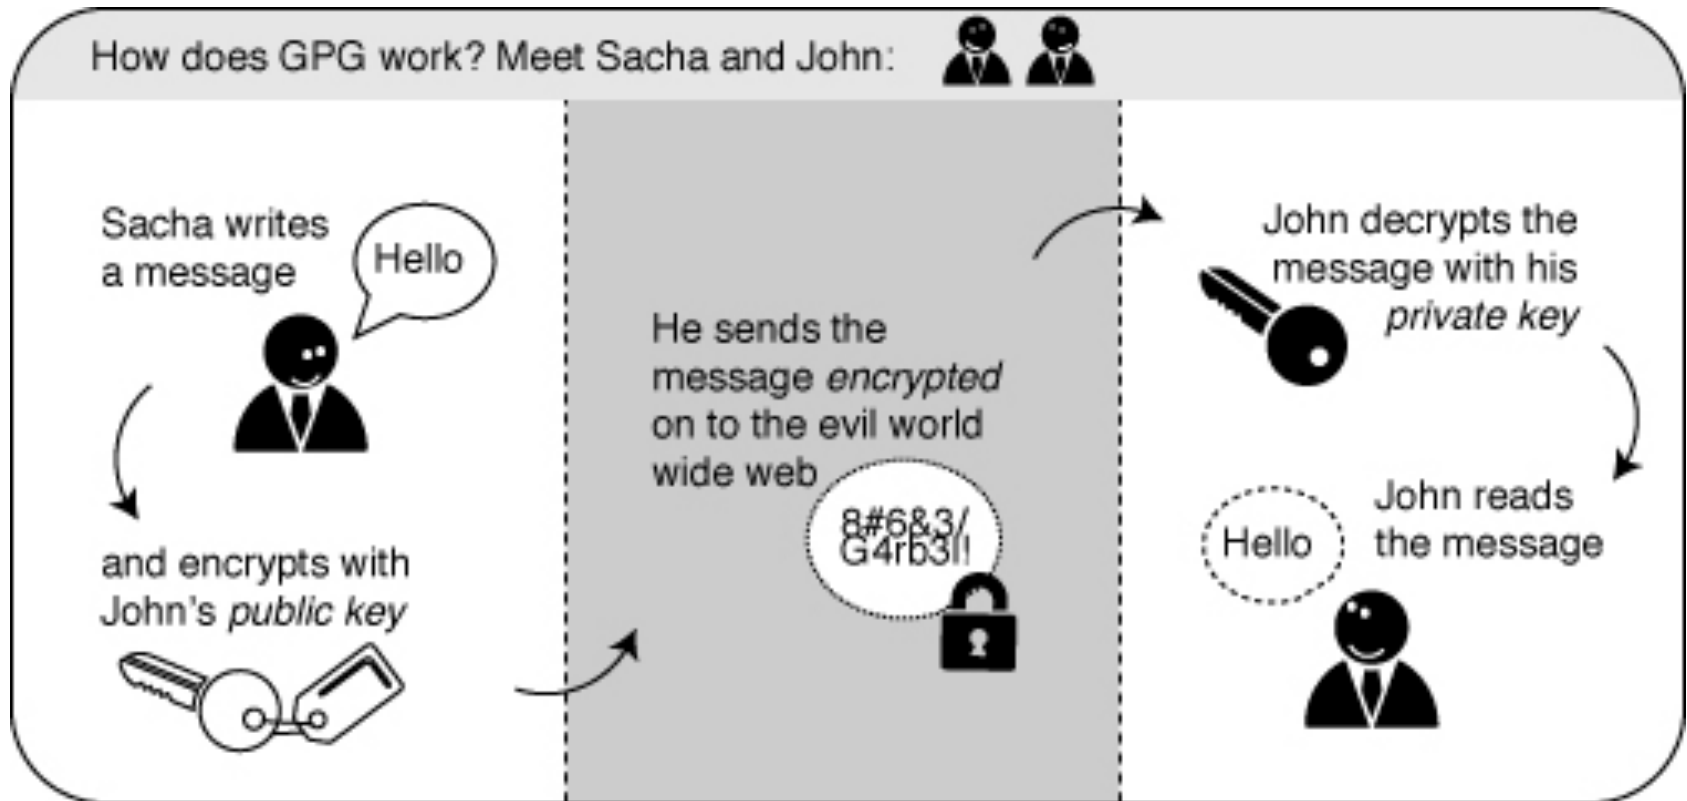 How does GPG work? Meet Sacha and John:
Sacha writes
a message
Hello
and encrypts with
John's public key
He sends the
message encrypted
on to the evil world
wide web
8#6&3/
G4rb3l!
John decrypts the
message with his
private key
John reads
the message
Hello